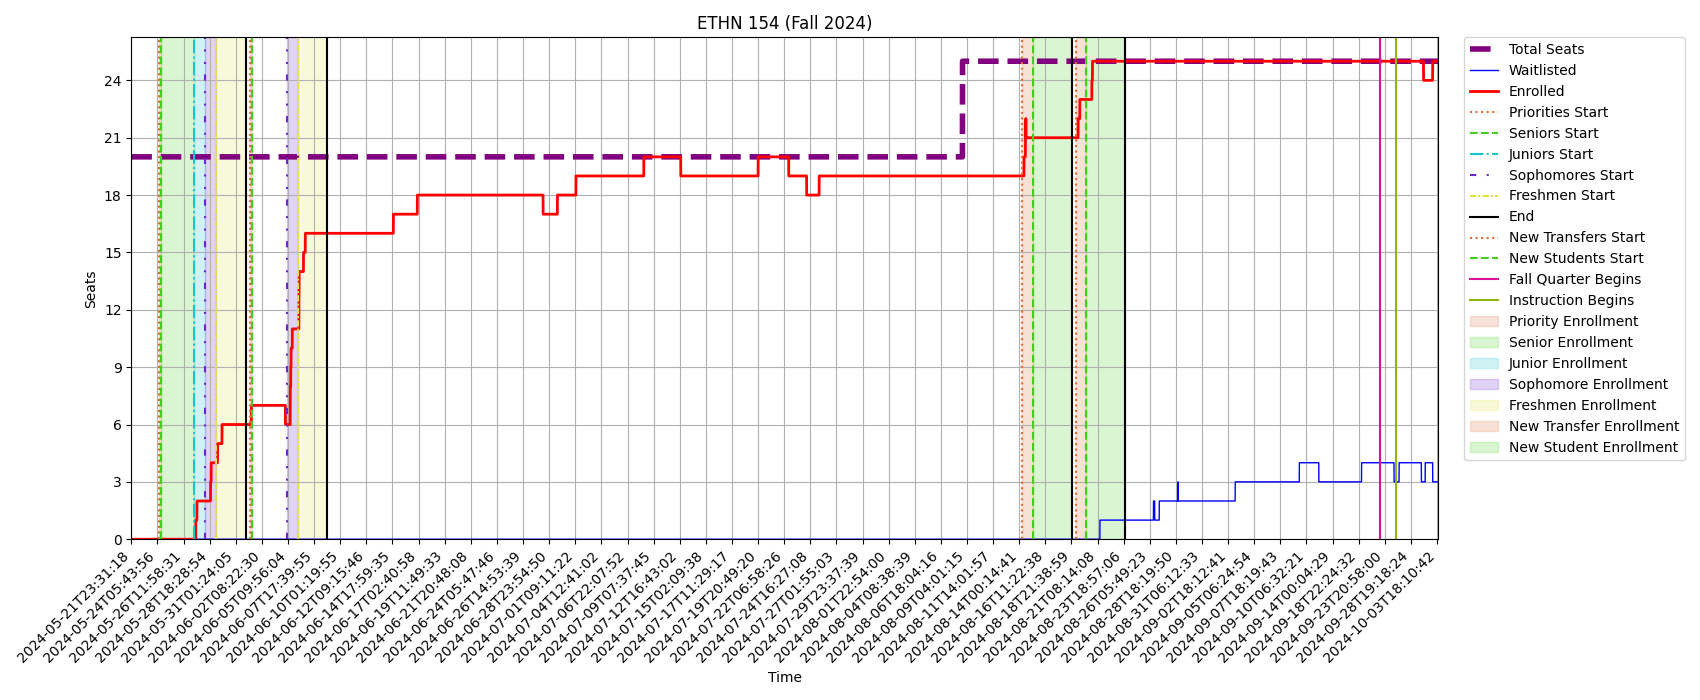 ETHN 154 (Fall 2024)
Seats
24
21
18
15
12
9
6
3
0
2024-05-21T23:31:18
2024-05-24T05:43:56
2024-05-26T11:58:31
2024-05-28T18:28:54
2024-05-31T01:24:05
2024-06-02T08:22:30
2024-06-05T09:56:04
2024-06-07T17:39:55
2024-06-10T01:19:55
2024-06-12T09:15:46
2024-06-14T17:59:35
2024-06-17T02:40:58
2024-06-19T11:49:33
2024-06-21T20:48:08
2024-06-24T05:47:46
2024-06-26T14:53:39
2024-06-28T23:54:50
2024-07-01T09:11:22
2024-07-04T12:41:02
2024-07-06T22:07:52
2024-07-09T07:37:45
2024-07-12T16:43:02
2024-07-15T02:09:38
2024-07-17T11:29:17
2024-07-19T20:49:20
2024-07-22T06:58:26
2024-07-24T16:27:08
2024-07-27T01:55:03
2024-07-29T23:37:39
2024-08-01T22:54:00
2024-08-04T08:38:39
2024-08-06T18:04:16
2024-08-09T04:01:15
2024-08-11T14:01:57
2024-08-14T00:14:41
2024-08-16T11:22:38
2024-08-18T21:38:59
2024-08-21T08:14:08
2024-08-23T18:57:06
2024-08-26T05:49:23
2024-08-28T18:19:50
2024-08-31T06:12:33
2024-09-02T18:12:41
2024-09-05T06:24:54
2024-09-07T18:19:43
2024-09-10T06:32:21
2024-09-14T00:04:29
2024-09-18T22:24:32
2024-09-23T20:58:00
2024-09-28T19:18:24
2024-10-03T18:10:42
Time
Total Seats
Waitlisted
Enrolled
Priorities Start
Seniors Start
Juniors Start
Sophomores Start
Freshmen Start
End
New Transfers Start
New Students Start
Fall Quarter Begins
Instruction Begins
Priority Enrollment
Senior Enrollment
Junior Enrollment
Sophomore Enrollment
Freshmen Enrollment
New Transfer Enrollment
New Student Enrollment